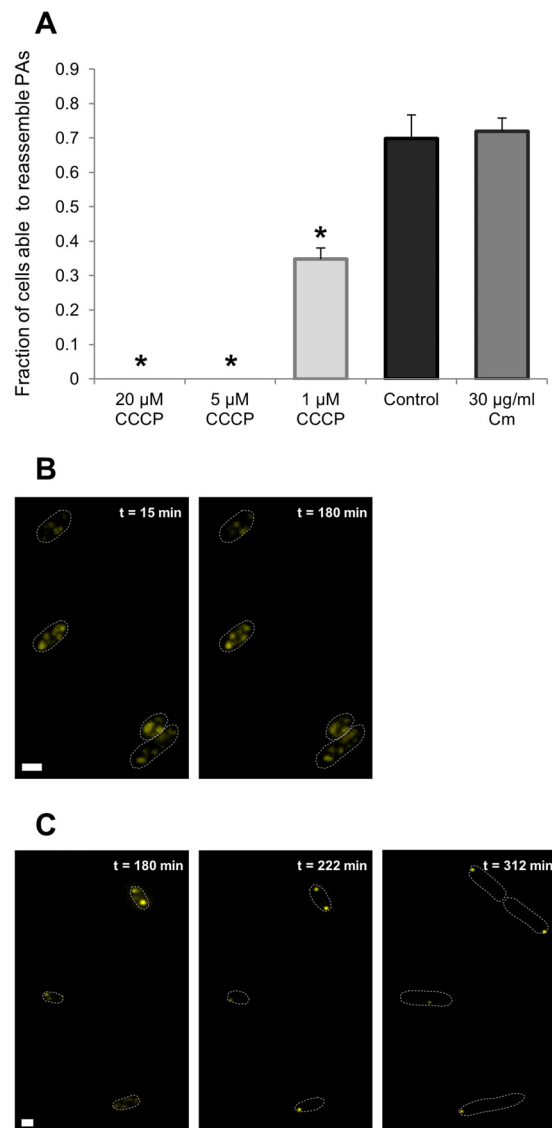 A
Fraction of cells able to reassemble PAs
0.9
0.8
0.7
0.6
0.5
0.4
0.3
0.2
0.1
0
*
*
*
20 µM
CCCP
5 µM
CCCP
1 µM
CCCP
Control
30 µg/ml
Cm
B
t = 15 min
t = 180 min
C
t = 180 min
t = 222 min
t = 312 min